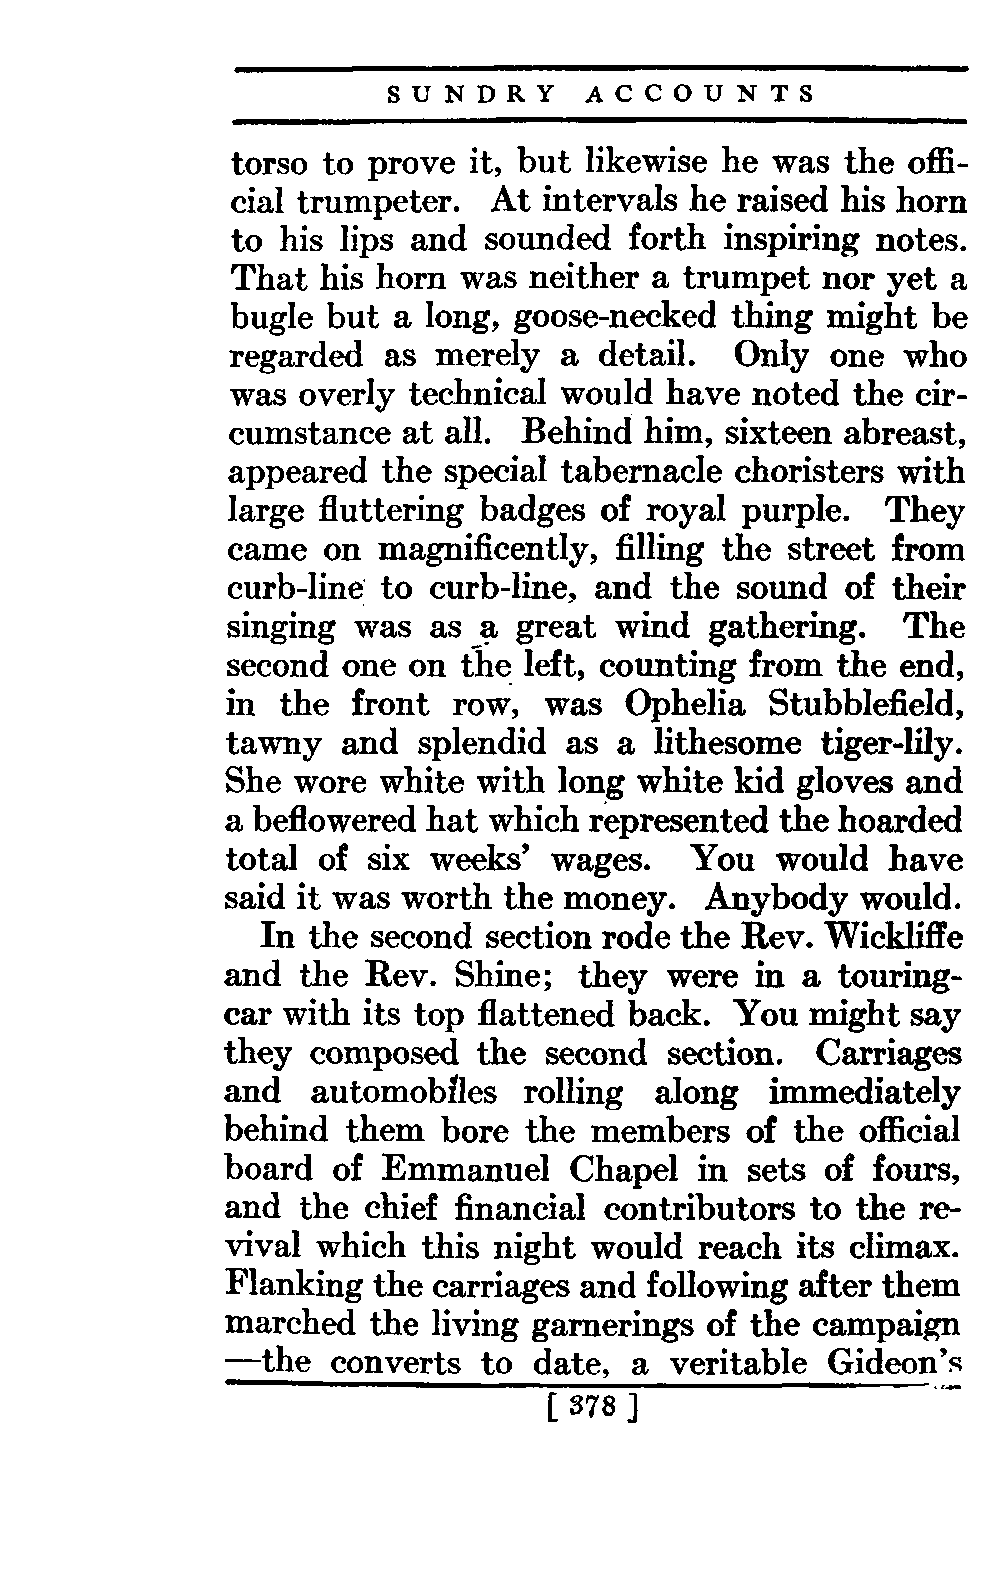 SUNDRY ACCOUNTS
torso to prove it, but likewise he was the offi-
cial trumpeter. At intervals he raised his horn
to his lips and sounded forth inspiring notes.
That his horn was neither a trumpet nor yet a
bugle but a long, goose-necked thing might be
regarded as merely a detail. Only one who
was overly technical would have noted the cir-
cumstance at all. Behind him, sixteen abreast,
appeared the special tabernacle choristers with
large fluttering badges of royal purple. They
came on magnificently, filling the street from
curb-line to curb-line, and the sound of their
singing was as a great wind gathering. The
second one on the left, counting from the end,
in the front row, was Ophelia Stubblefield,
tawny and splendid as a lithesome tiger-lily.
She wore white with long white kid gloves and
a beflowered hat which represented the hoarded
total of six weeks' wages. You would have
said it was worth the money. Anybody would.
In the second section rode the Rev. Wickliffe
and the Rev. Shine; they were in a touring-
car with its top flattened back. You might say
they composed the second section. Carriages
and automobiles rolling along immediately
behind them bore the members of the official
board of Emmanuel Chapel in sets of fours,
and the chief financial contributors to the re-
vival which this night would reach its climax.
Flanking the carriages and following after them
marched the living garnerings of the campaign
—the converts to date, a veritable Gideon's
[ 378 ]